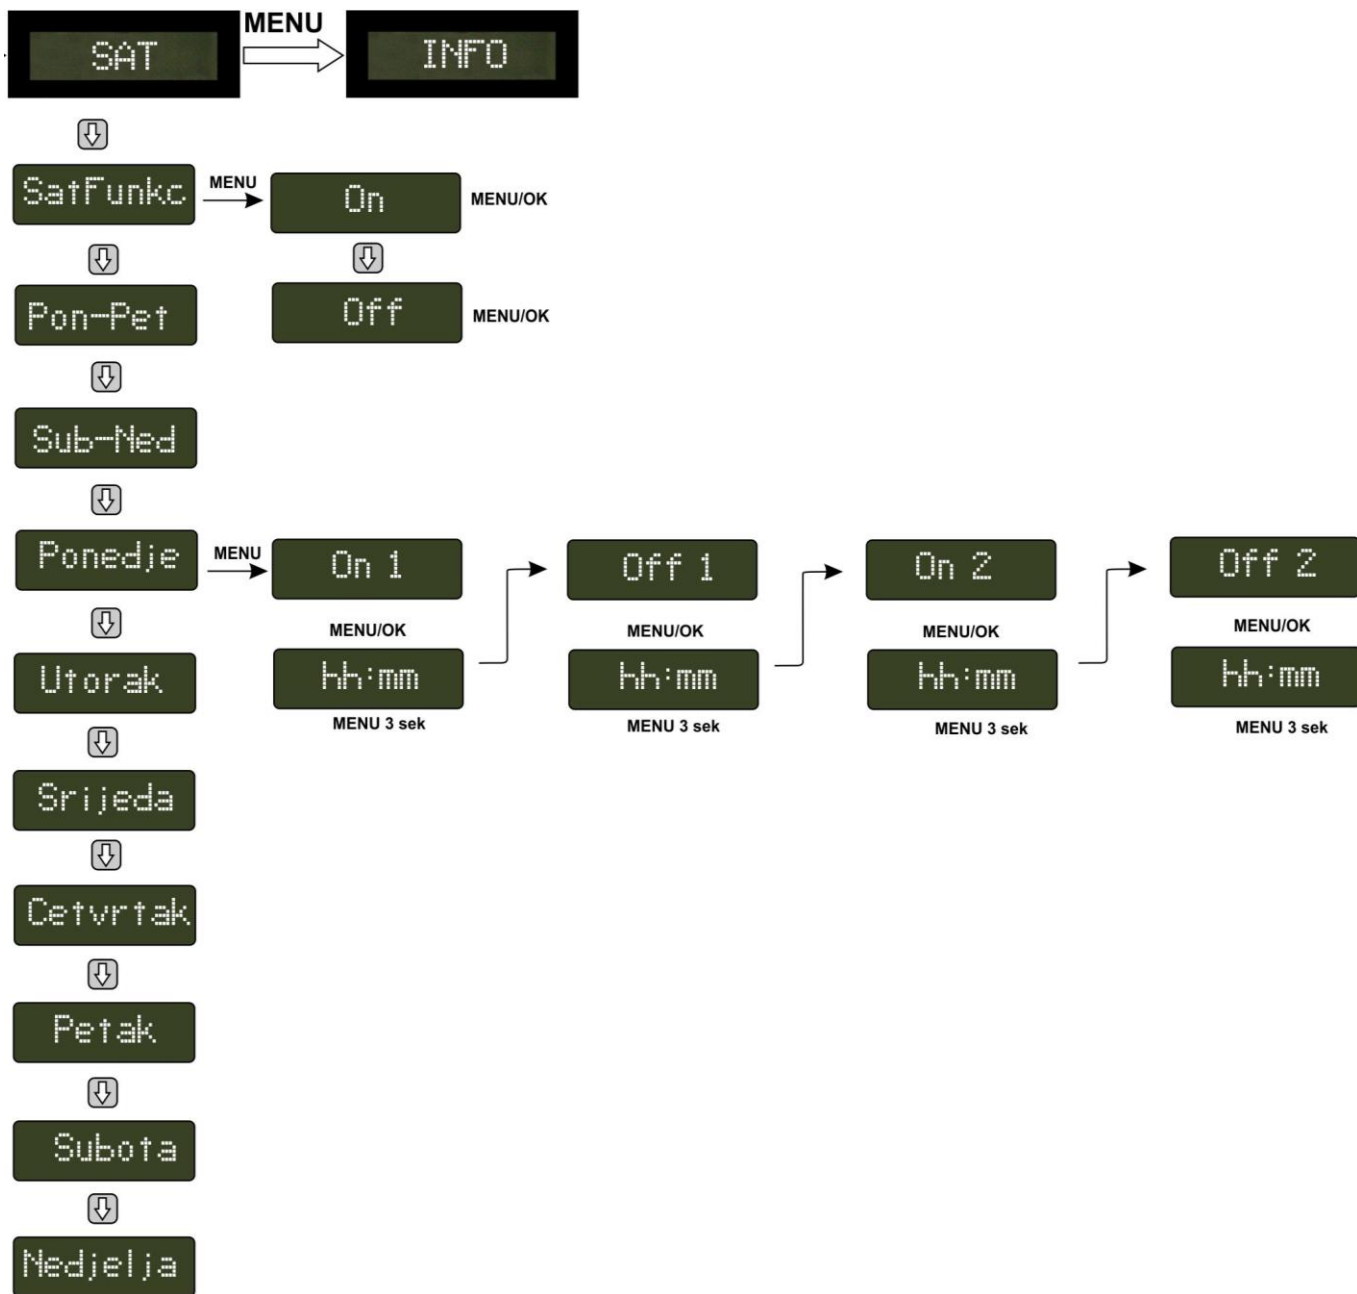 MENU
SAT
INFO
SatFunkc
MENU
On
MENU/OK
Pon-Pet
Off
MENU/OK
Sub-Ned
Ponedje
MENU
On 1
Off 1
On 2
Off 2
MENU/OK
MENU/OK
MENU/OK
MENU/OK
Utorak
hh:mm
hh:mm
hh:mm
hh:mm
MENU 3 sek
MENU 3 sek
MENU 3 sek
MENU 3 sek
Srijeda
Cetvrtak
Petak
Subota
Nedjelja